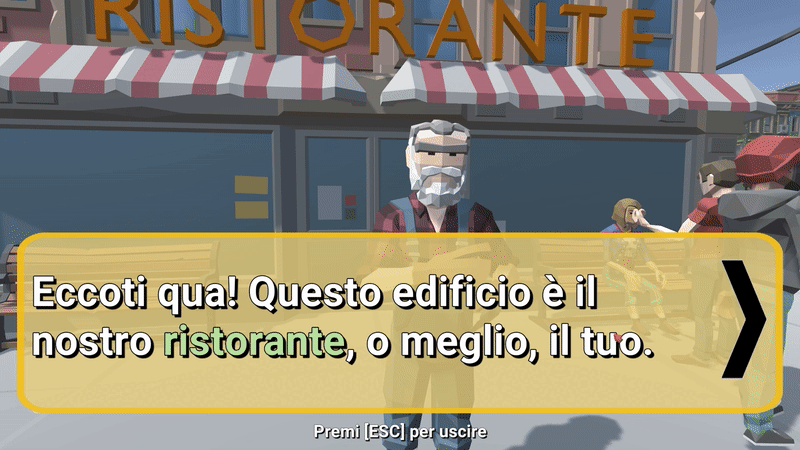 RISTORANTE
Eccoti qua! Questo edificio è il
nostro ristorante, o meglio, il tuo.
Premi [ESC] per uscire